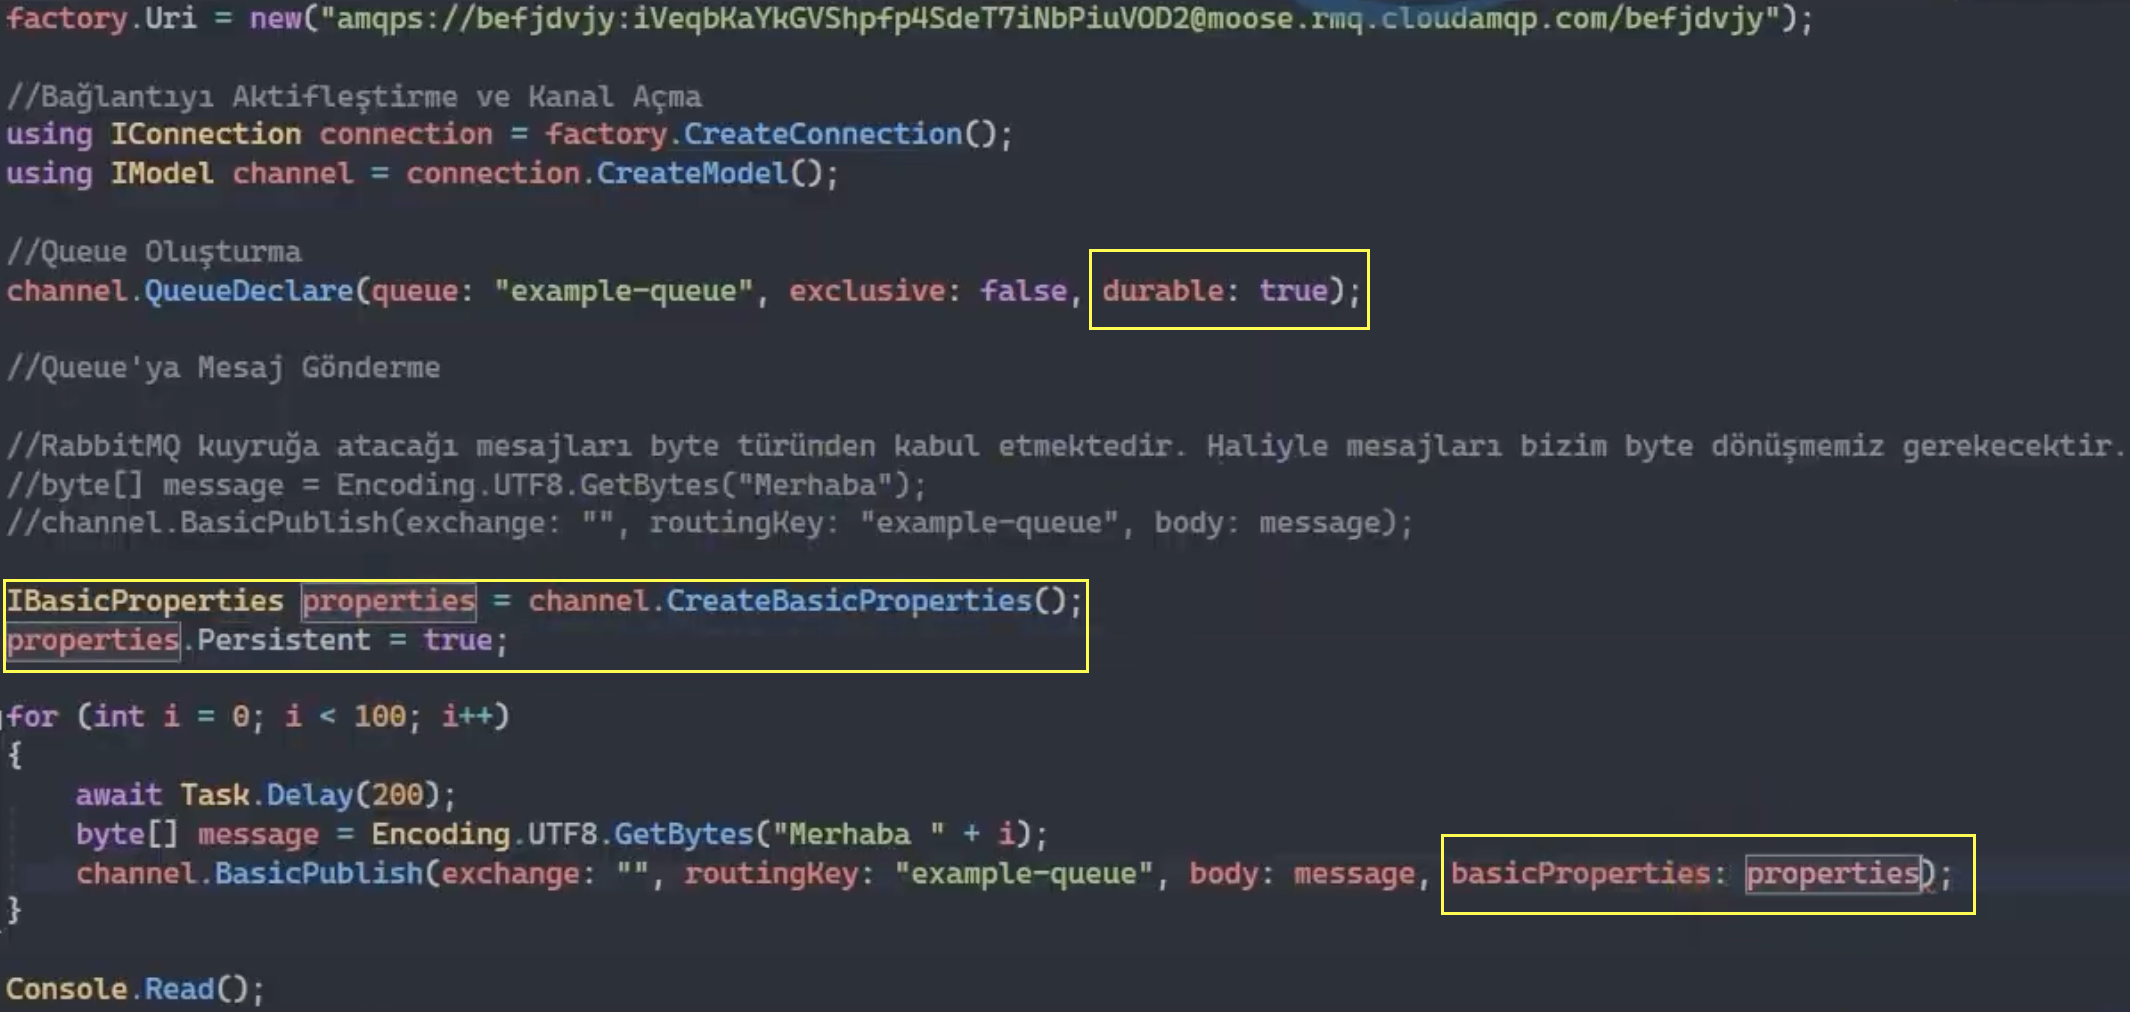 factory.Uri = new("amqps://befjdvjy:iVeqbKaYkGVShpfp4SdeT7iNbPiuVOD2@moose.rmq.cloudamqp.com/befjdvjy");
//Bağlantıyı Aktifleştirme ve Kanal Açma
using IConnection connection = factory.CreateConnection();
using IModel channel = connection.CreateModel();
//Queue Oluşturma
channel.QueueDeclare(queue: "example-queue", exclusive: false, durable: true);
//Queue'ya Mesaj Gönderme
//RabbitMQ kuyruğa atacağı mesajları byte türünden kabul etmektedir. Haliyle mesajları bizim byte dönüşmemiz gerekecektir.
//byte[] message = Encoding.UTF8.GetBytes("Merhaba");
//channel.BasicPublish(exchange: "", routingKey: "example-queue", body: message);
IBasicProperties properties = channel.CreateBasicProperties();
properties.Persistent = true;
for (int i = 0; i < 100; i++)
{
    await Task.Delay(200);
    byte[] message = Encoding.UTF8.GetBytes("Merhaba " + i);
    channel.BasicPublish(exchange: "", routingKey: "example-queue", body: message, basicProperties: properties);
}
Console.Read();